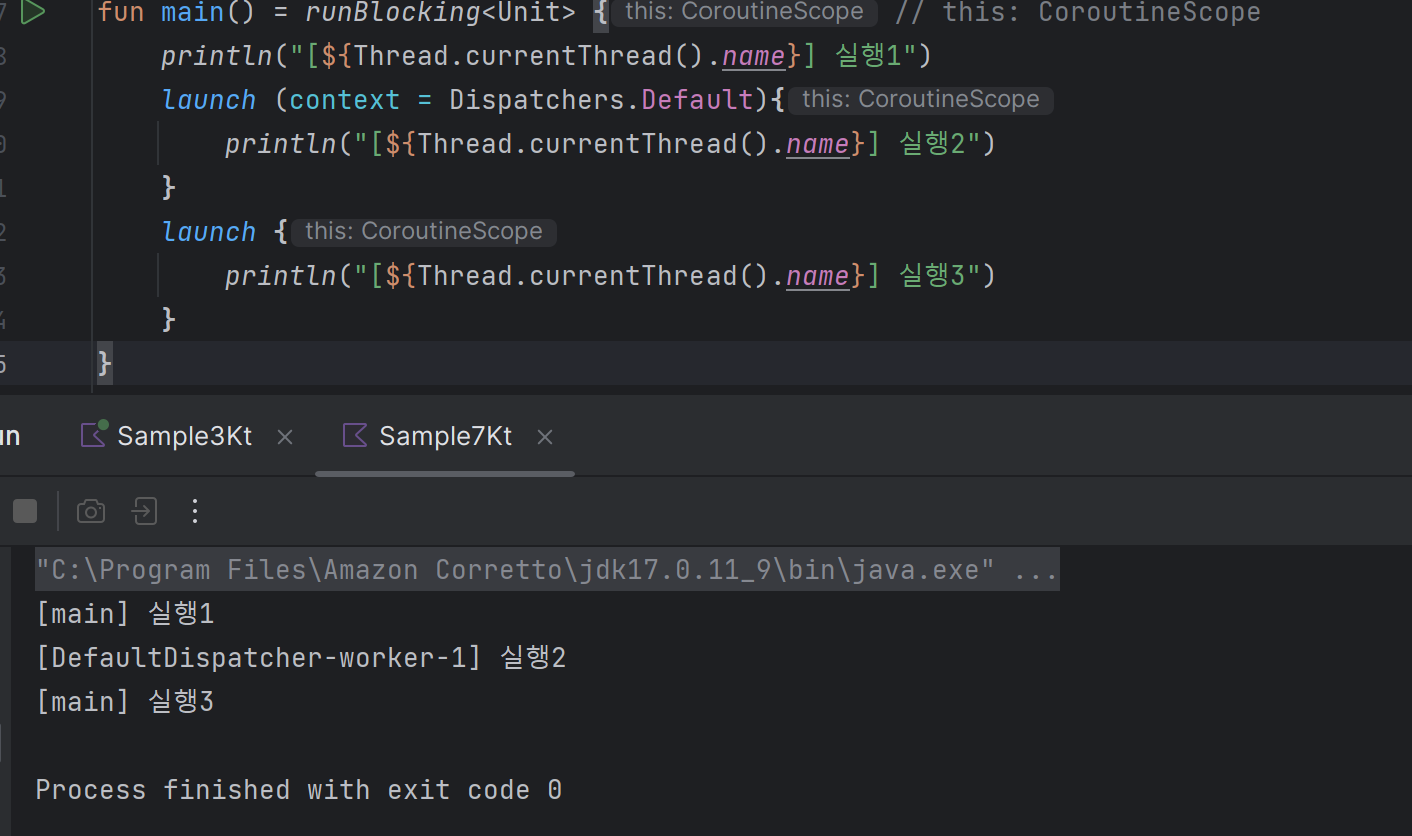 7 fun main() = runBlocking<Unit> { this: CoroutineScope // this: CoroutineScope
8 println("[${Thread.currentThread().name}] 실행1")
9 launch (context = Dispatchers.Default){ this: CoroutineScope
0 println("[${Thread.currentThread().name}] 실행2")
1 }
2 launch { this: CoroutineScope
3 println("[${Thread.currentThread().name}] 실행3")
4 }
5 }
un Sample3Kt Sample7Kt
"C:\Program Files\Amazon Corretto\jdk17.0.11_9\bin\java.exe" ...
[main] 실행1
[DefaultDispatcher-worker-1] 실행2
[main] 실행3
Process finished with exit code 0